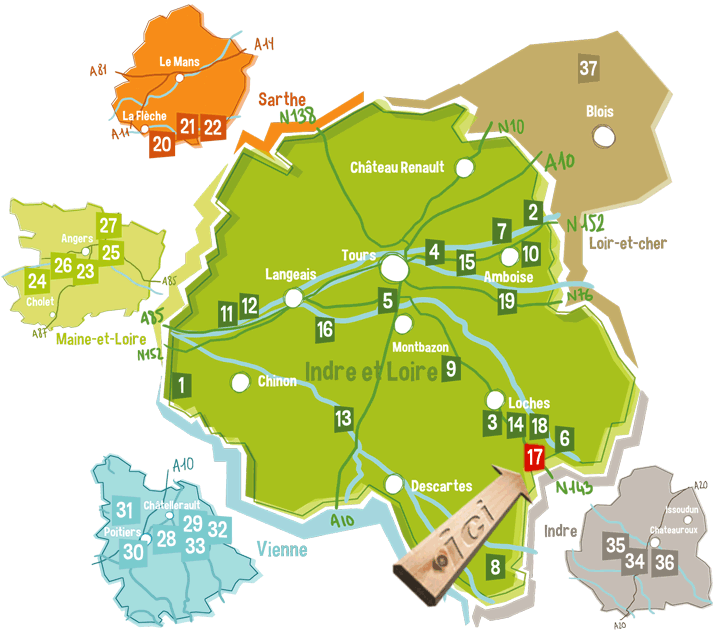 A14
A81
Le Mans
La Flèche
A11
20
21
22
Sarthe
N138
37
Blois
N10
A10
Château Renault
27
Angers
25
26
23
24
Cholet
A85
A87
Maine-et-Loire
2
7
N152
Loir-et-cher
4
15
10
Tours
Amboise
Langeais
5
19
N76
11
12
16
A85
N152
Montbazon
Indre et Loire
9
1
Chinon
Loches
13
3
14
18
6
17
N143
Descartes
A10
ici
8
Vienne
A10
31
Châtellerault
Poitiers
29
32
28
30
33
Indre
A20
Issoudun
Chateauroux
35
34
36
A20